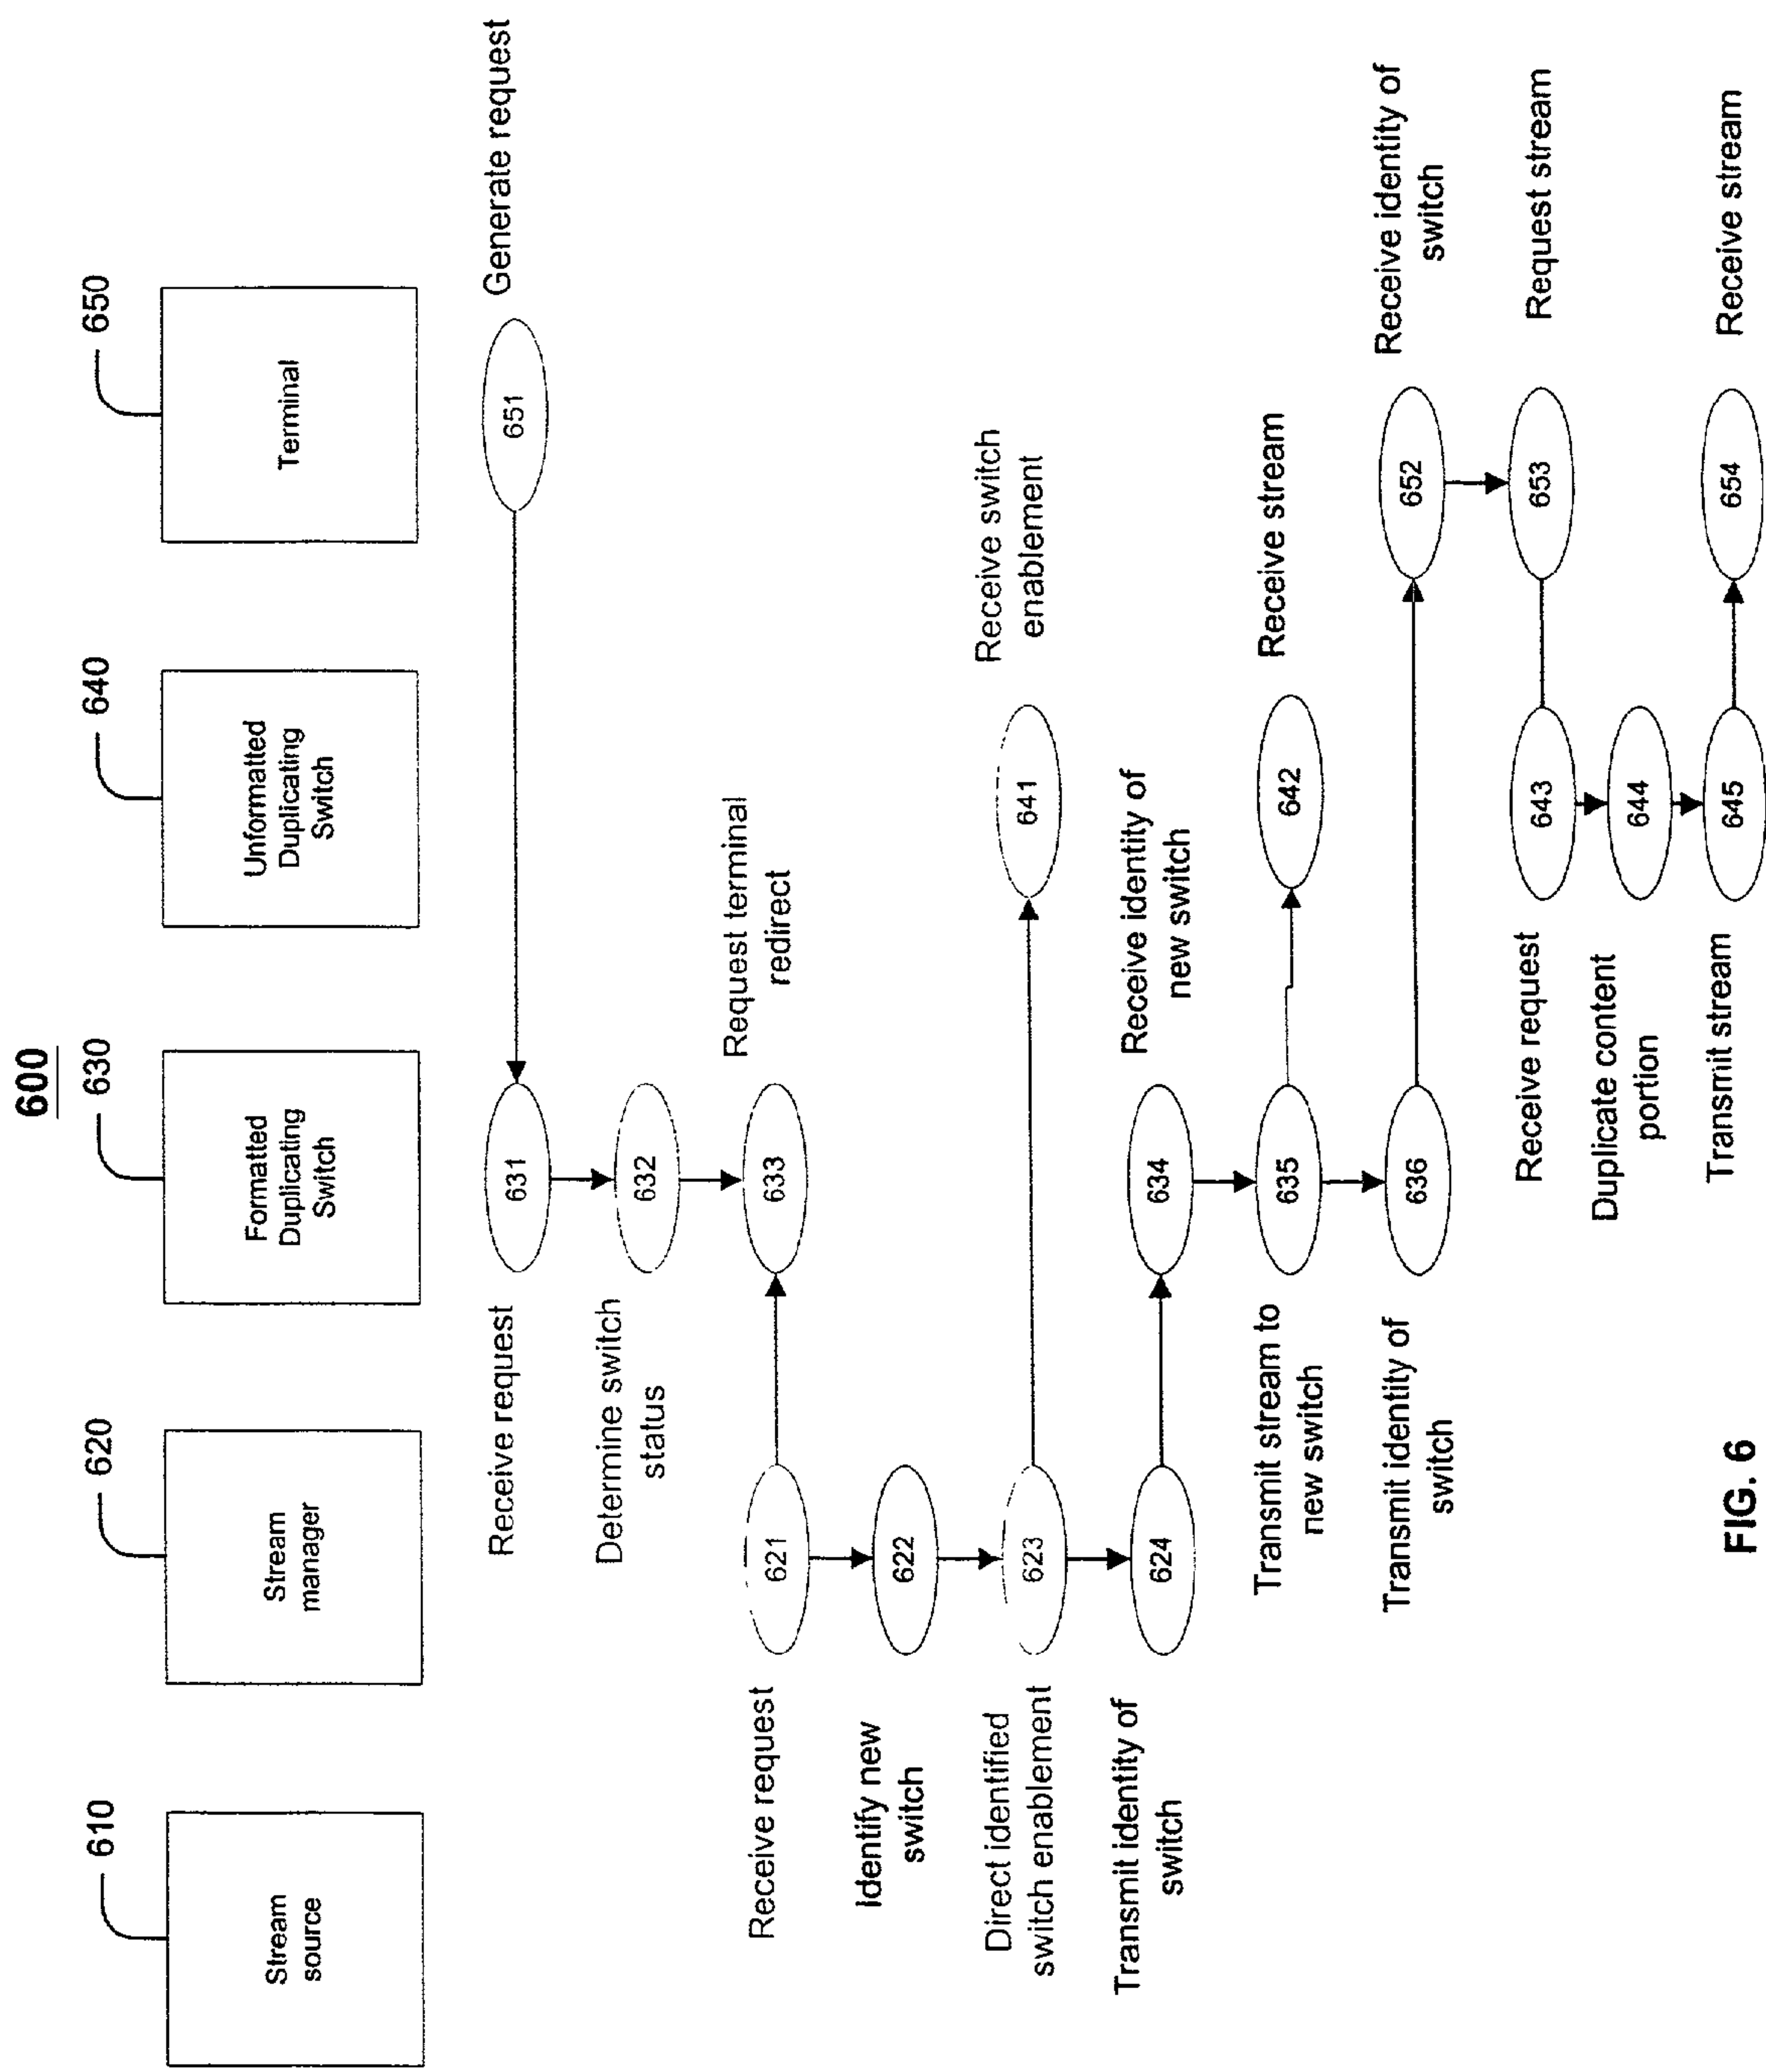 600
610
620
630
640
650
Stream
source
Stream
manager
Formatted
Duplicating
Switch
Unformatted
Duplicating
Switch
Terminal
Receive request
631
651
Generate request
Determine switch
status
632
Receive request
621
633
Request terminal
redirect
Identify new
switch
622
Direct identified
switch enablement
623
641
Receive switch
enablement
Transmit identity of
switch
624
634
Receive identity of
new switch
Transmit stream to
new switch
635
642
Receive stream
Transmit identity of
switch
636
652
Receive identity of
switch
Receive request
643
653
Request stream
Duplicate content
portion
644
Transmit stream
645
654
Receive stream
FIG. 6